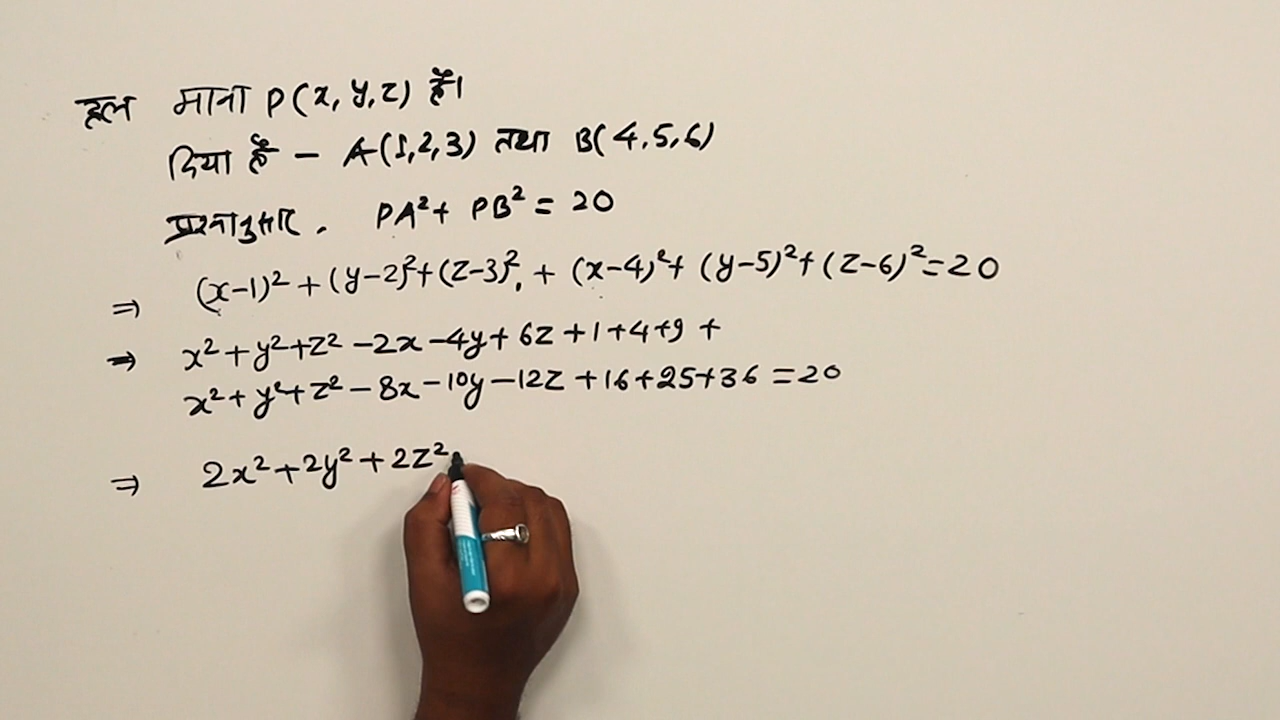 हल माना P(x, y, z) है।
दिया है - A(1,2,3) तथा B(4,5,6)
प्रश्नानुसार, PA² + PB² = 20
⇒ (x-1)² + (y-2)² + (z-3)² + (x-4)² + (y-5)² + (z-6)² = 20
⇒ x² + y² + z² - 2x - 4y + 6z + 1 + 4 + 9 +
x² + y² + z² - 8x - 10y - 12z + 16 + 25 + 36 = 20
⇒ 2x² + 2y² + 2z²